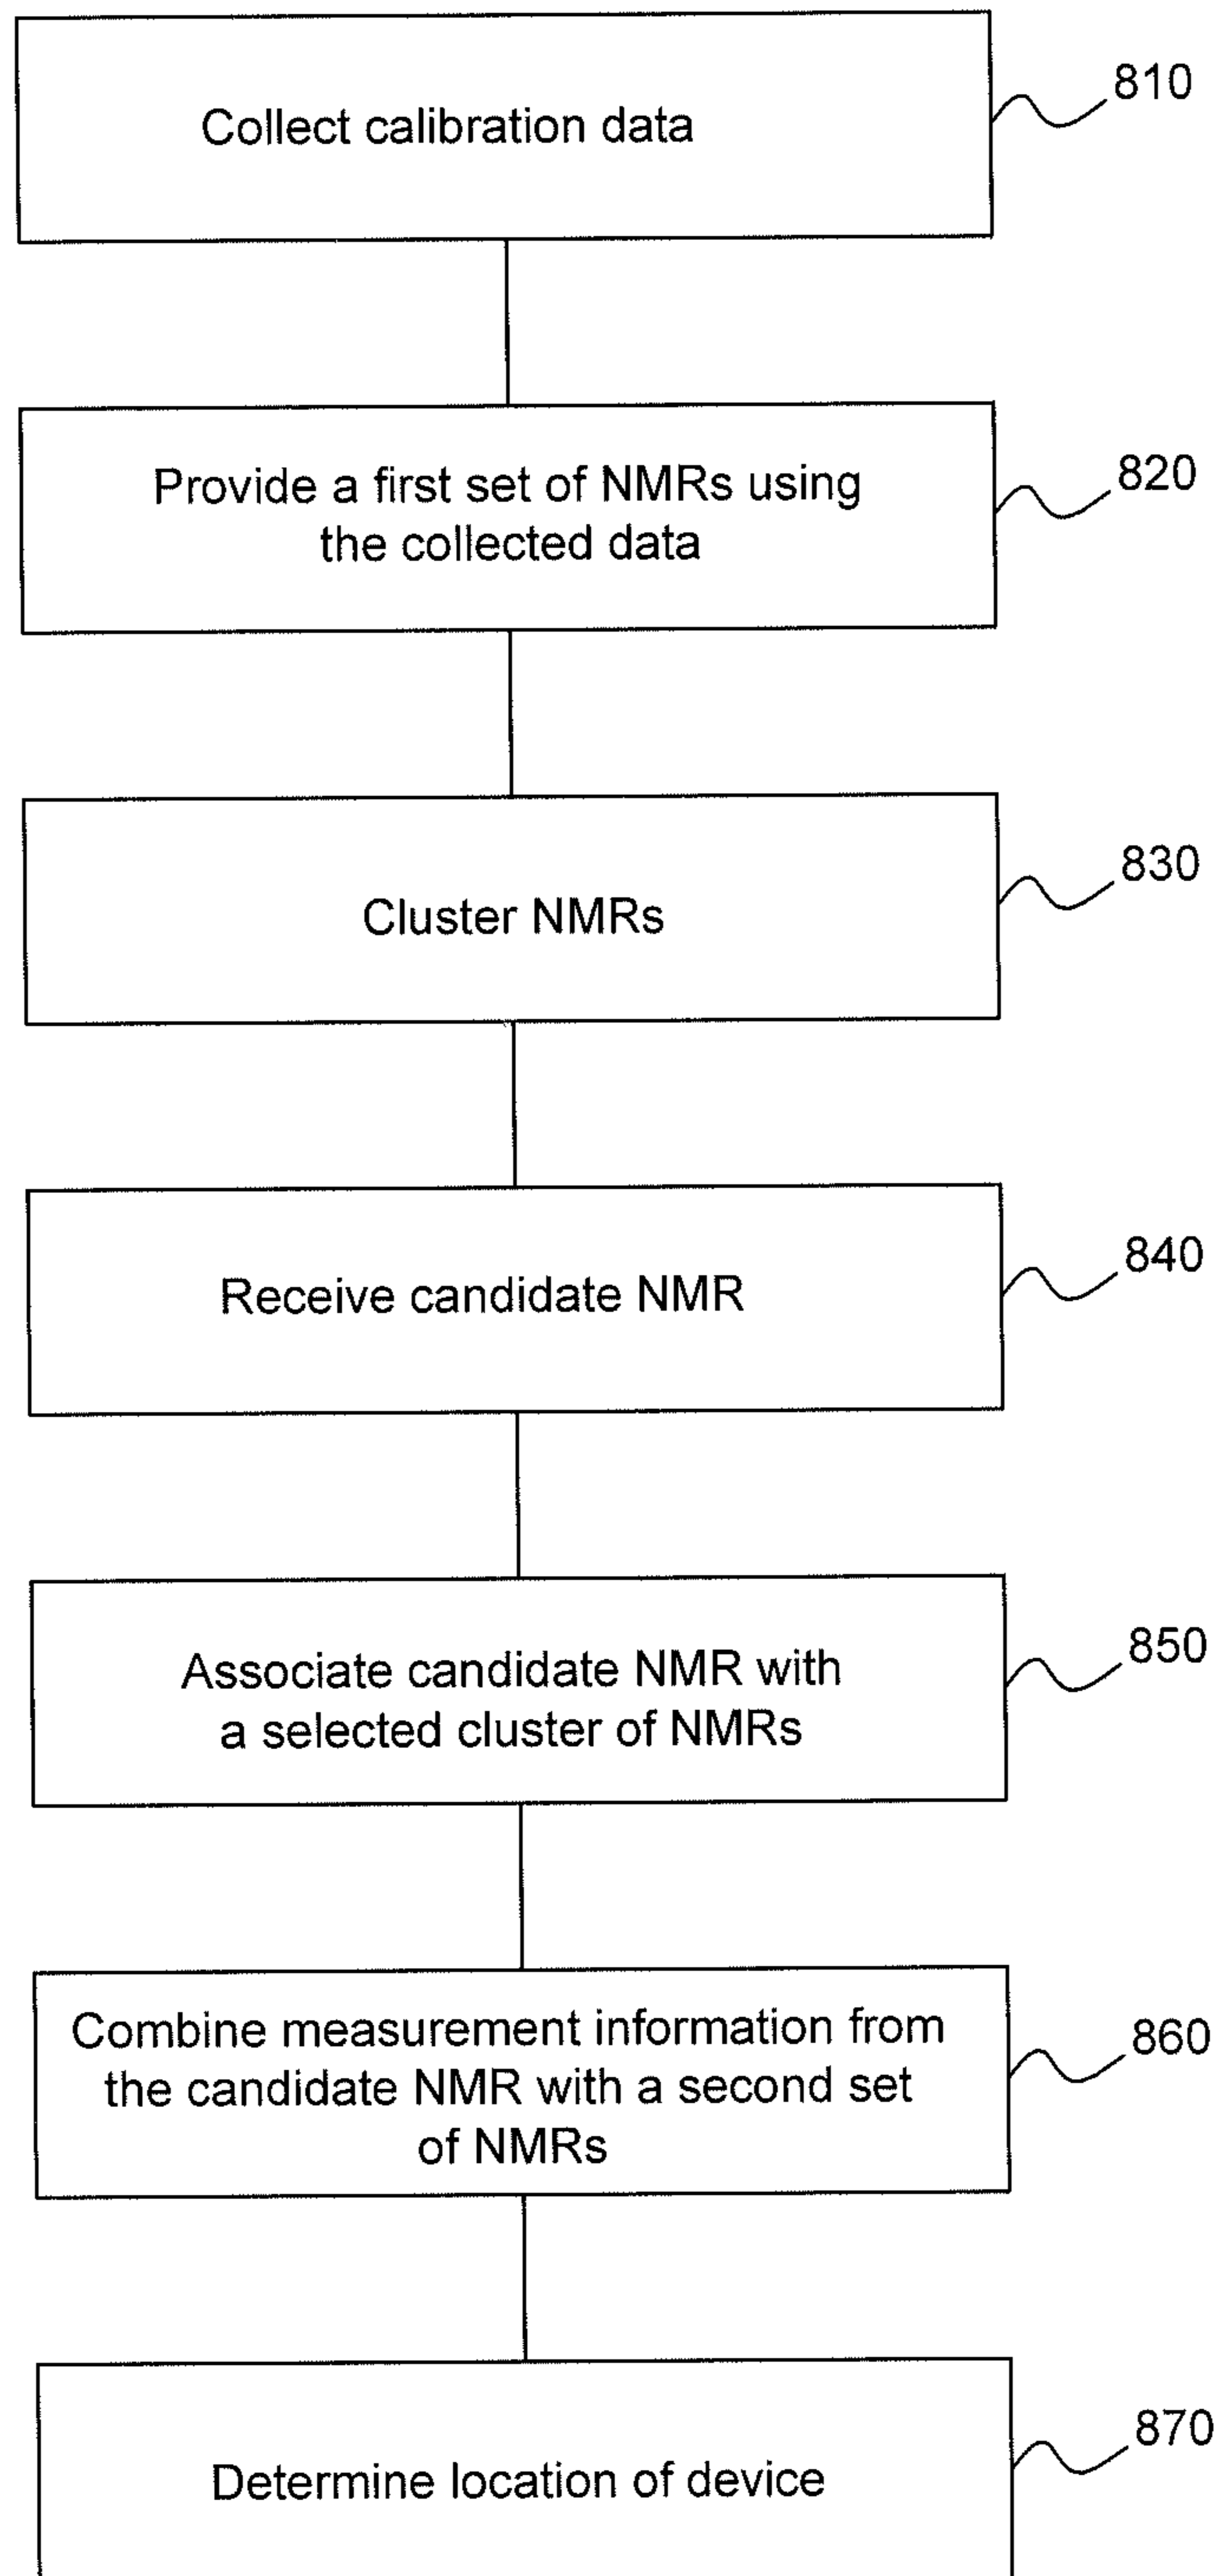 Collect calibration data
810
Provide a first set of NMRs using
the collected data
820
Cluster NMRs
830
Receive candidate NMR
840
Associate candidate NMR with
a selected cluster of NMRs
850
Combine measurement information from
the candidate NMR with a second set
of NMRs
860
Determine location of device
870